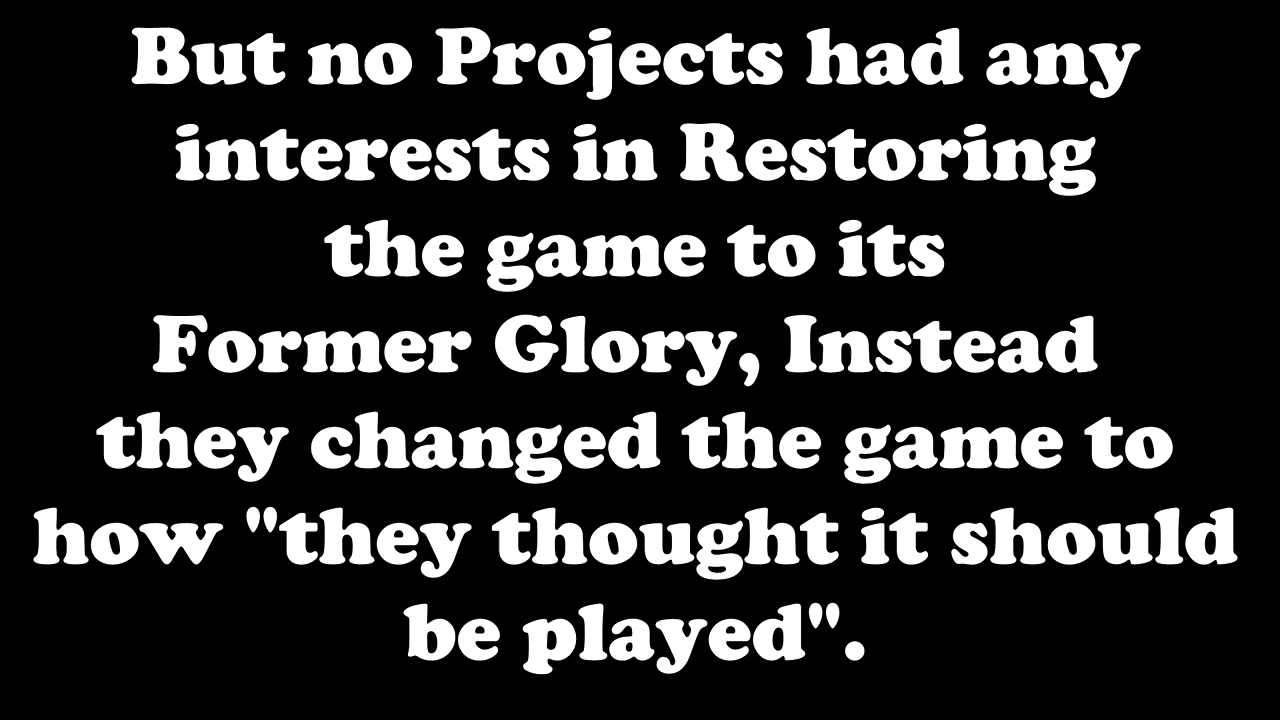 But no Projects had any
interests in Restoring
the game to its
Former Glory, Instead
they changed the game to
how "they thought it should
be played".